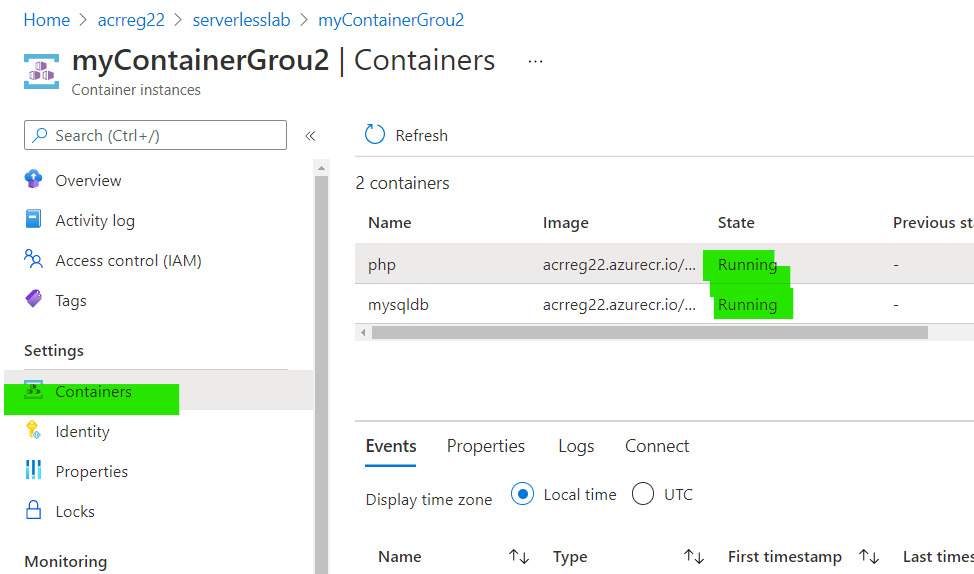 Home > acrreg22 > serverlesslab > myContainerGrou2
myContainerGrou2 | Containers ...
Container instances
Search (Ctrl+/) «
Overview
Activity log
Access control (IAM)
Tags
Settings
Containers
Identity
Properties
Locks
Monitoring
Refresh
2 containers
Name Image State Previous st
php acrreg22.azurecr.io/... Running -
mysqldb acrreg22.azurecr.io/... Running -
Events Properties Logs Connect
Display time zone Local time UTC
Name ↑↓ Type ↑↓ First timestamp ↑↓ Last times